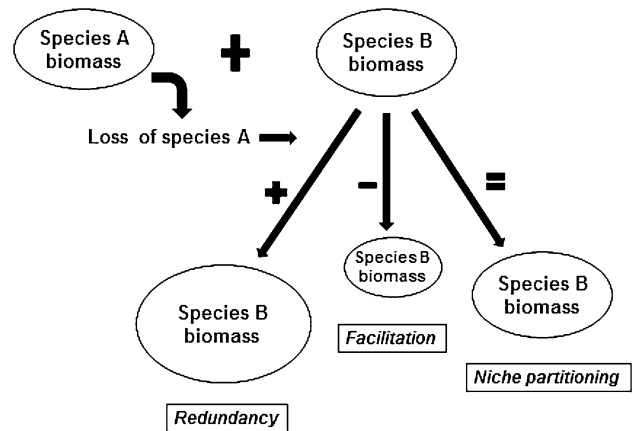 Species A
biomass
+
Species B
biomass
Loss of species A
+
-
=
Species B
biomass
Species B
biomass
Species B
biomass
Facilitation
Niche partitioning
Redundancy